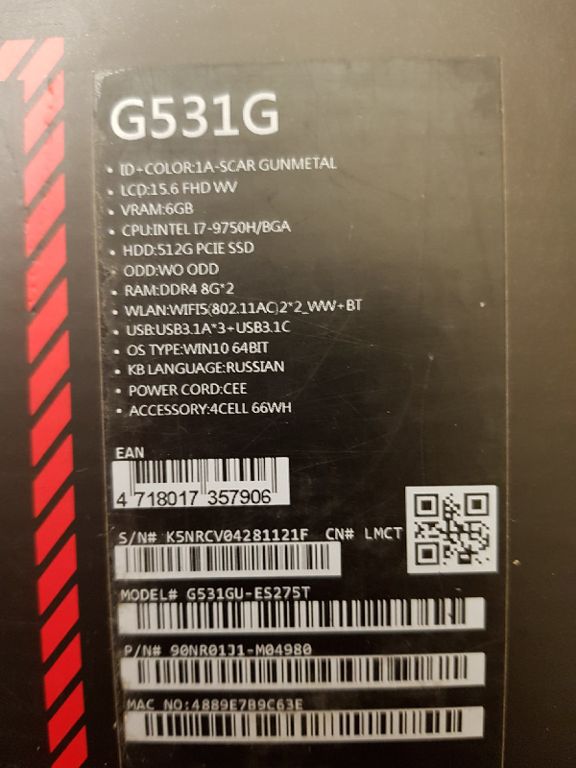 G531G
• ID+COLOR:1A-SCAR GUNMETAL
• LCD:15.6 FHD WV
• VRAM:6GB
• CPU:INTEL I7-9750H/BGA
• HDD:512G PCIE SSD
• ODD:WO ODD
• RAM:DDR4 8G*2
• WLAN:WIFI5(802.11AC)2*2_WW+BT
• USB:USB3.1A*3+USB3.1C
• OS TYPE:WIN10 64BIT
• KB LANGUAGE:RUSSIAN
• POWER CORD:CEE
• ACCESSORY:4CELL 66WH
EAN
4 718017 357906
S/N# K5NRCV04281121F CN# LMCT
MODEL# G531GU-ES275T
P/N# 90NR01J1-M04980
MAC NO:4889E7B9C63E